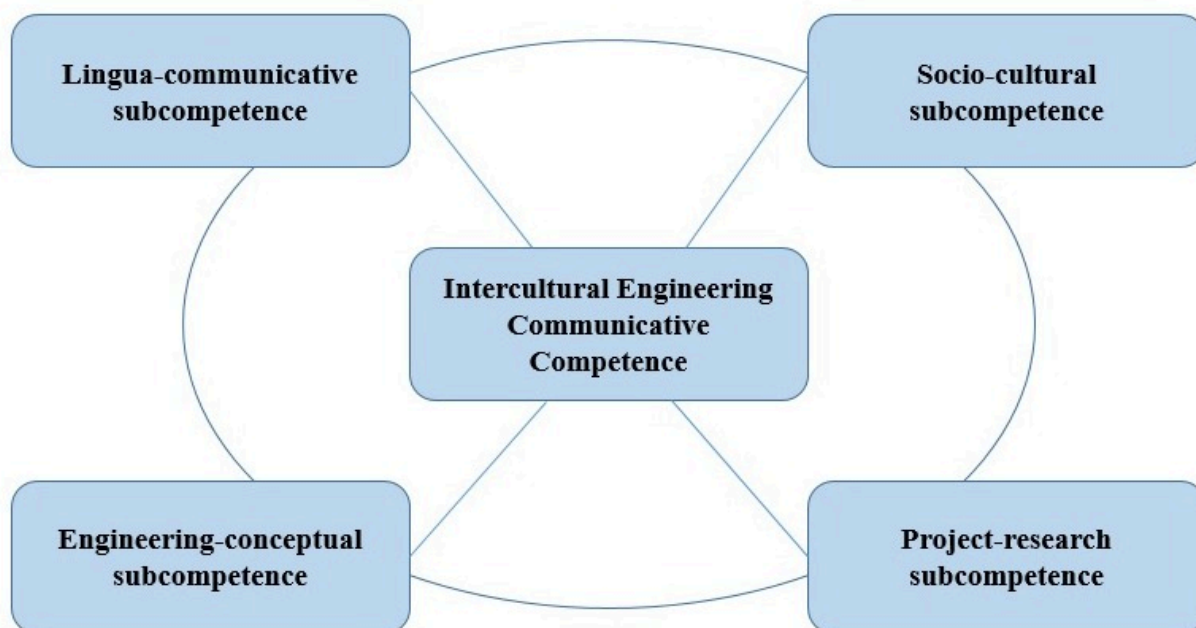 Lingua-communicative
subcompetence
Socio-cultural
subcompetence
Intercultural Engineering
Communicative
Competence
Engineering-conceptual
subcompetence
Project-research
subcompetence